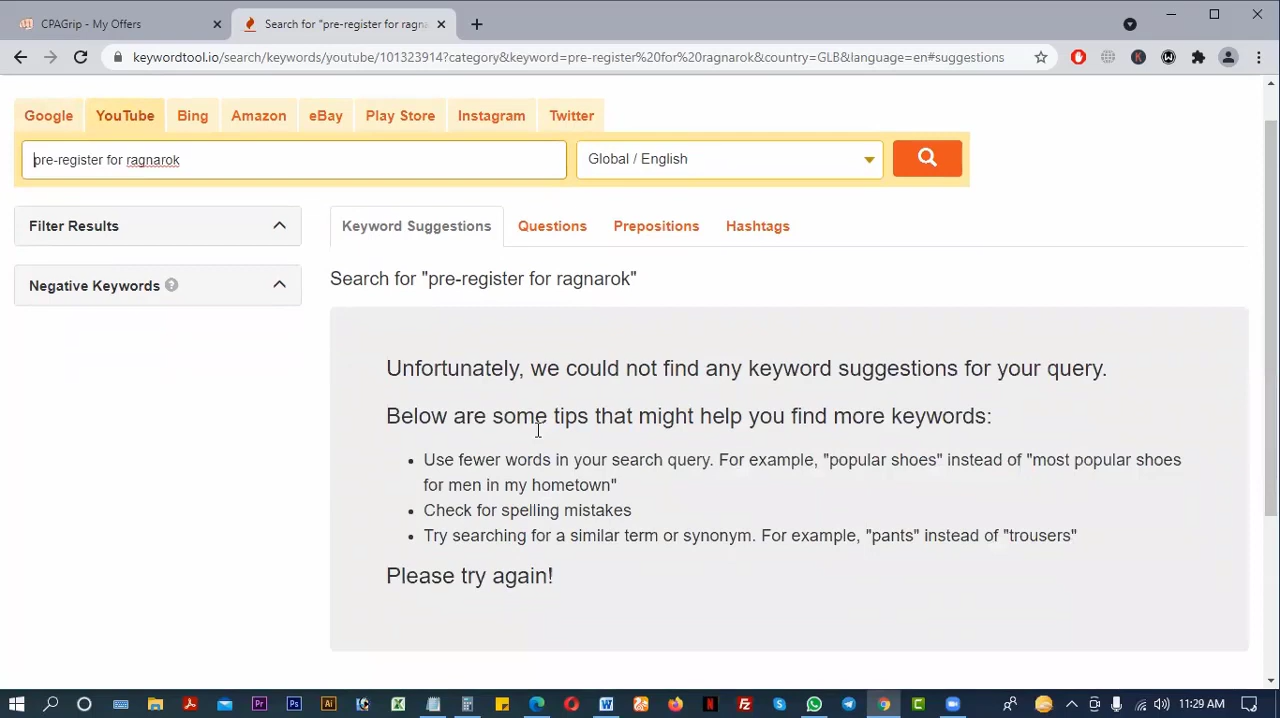 CPAGrip - My Offers
Search for "pre-register for ragn
keywordtool.io/search/keywords/youtube/101333914?category&keyword=pre-register%20for%20ragnarok&country=GLB&language=en#suggestions
Google YouTube Bing Amazon eBay Play Store Instagram Twitter
pre-register for ragnarok
Global / English
Filter Results
Keyword Suggestions Questions Prepositions Hashtags
Negative Keywords ?
Search for "pre-register for ragnarok"
Unfortunately, we could not find any keyword suggestions for your query.
Below are some tips that might help you find more keywords:
Use fewer words in your search query. For example, "popular shoes" instead of "most popular shoes
for men in my hometown"
Check for spelling mistakes
Try searching for a similar term or synonym. For example, "pants" instead of "trousers"
Please try again!
11:29 AM